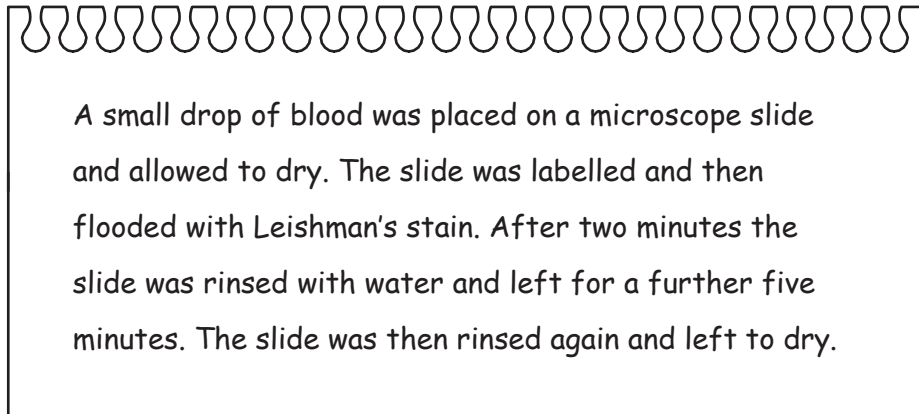 A small drop of blood was placed on a microscope slide
and allowed to dry. The slide was labelled and then
flooded with Leishman’s stain. After two minutes the
slide was rinsed with water and left for a further five
minutes. The slide was then rinsed again and left to dry.